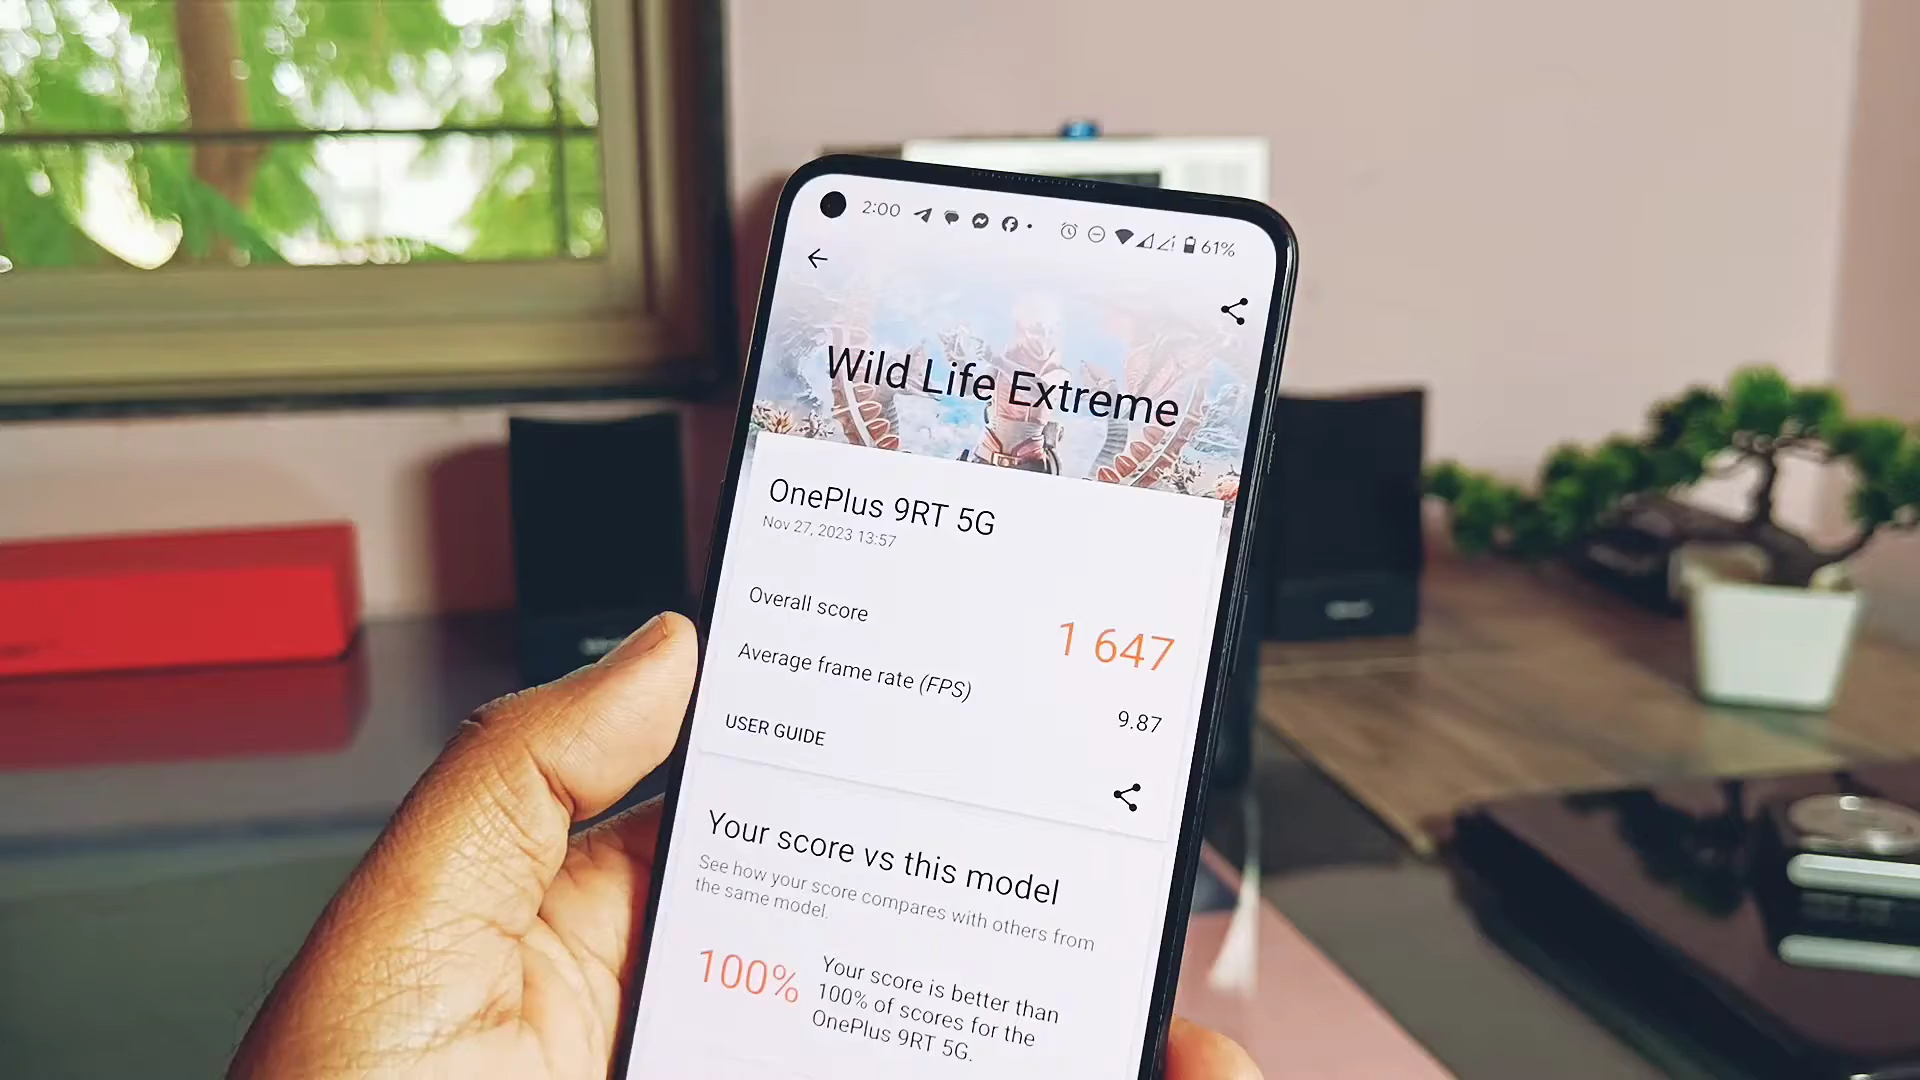 2:00
61%
Wild Life Extreme
OnePlus 9RT 5G
Nov 27, 2023 13:57
Overall score
1 647
Average frame rate (FPS)
9.87
USER GUIDE
Your score vs this model
See how your score compares with others from
the same model.
100%
Your score is better than
100% of scores for the
OnePlus 9RT 5G.